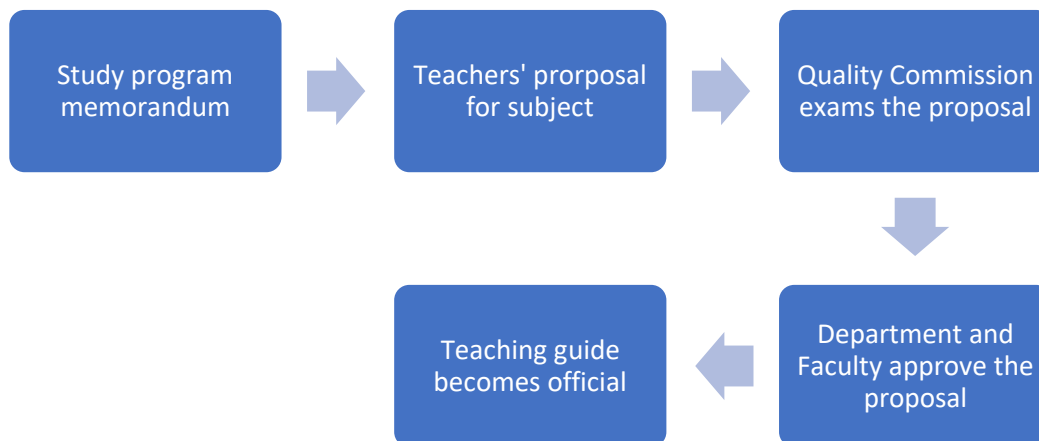 Study program
memorandum
Teachers' prorposal
for subject
Quality Commission
exams the proposal
Department and
Faculty approve the
proposal
Teaching guide
becomes official